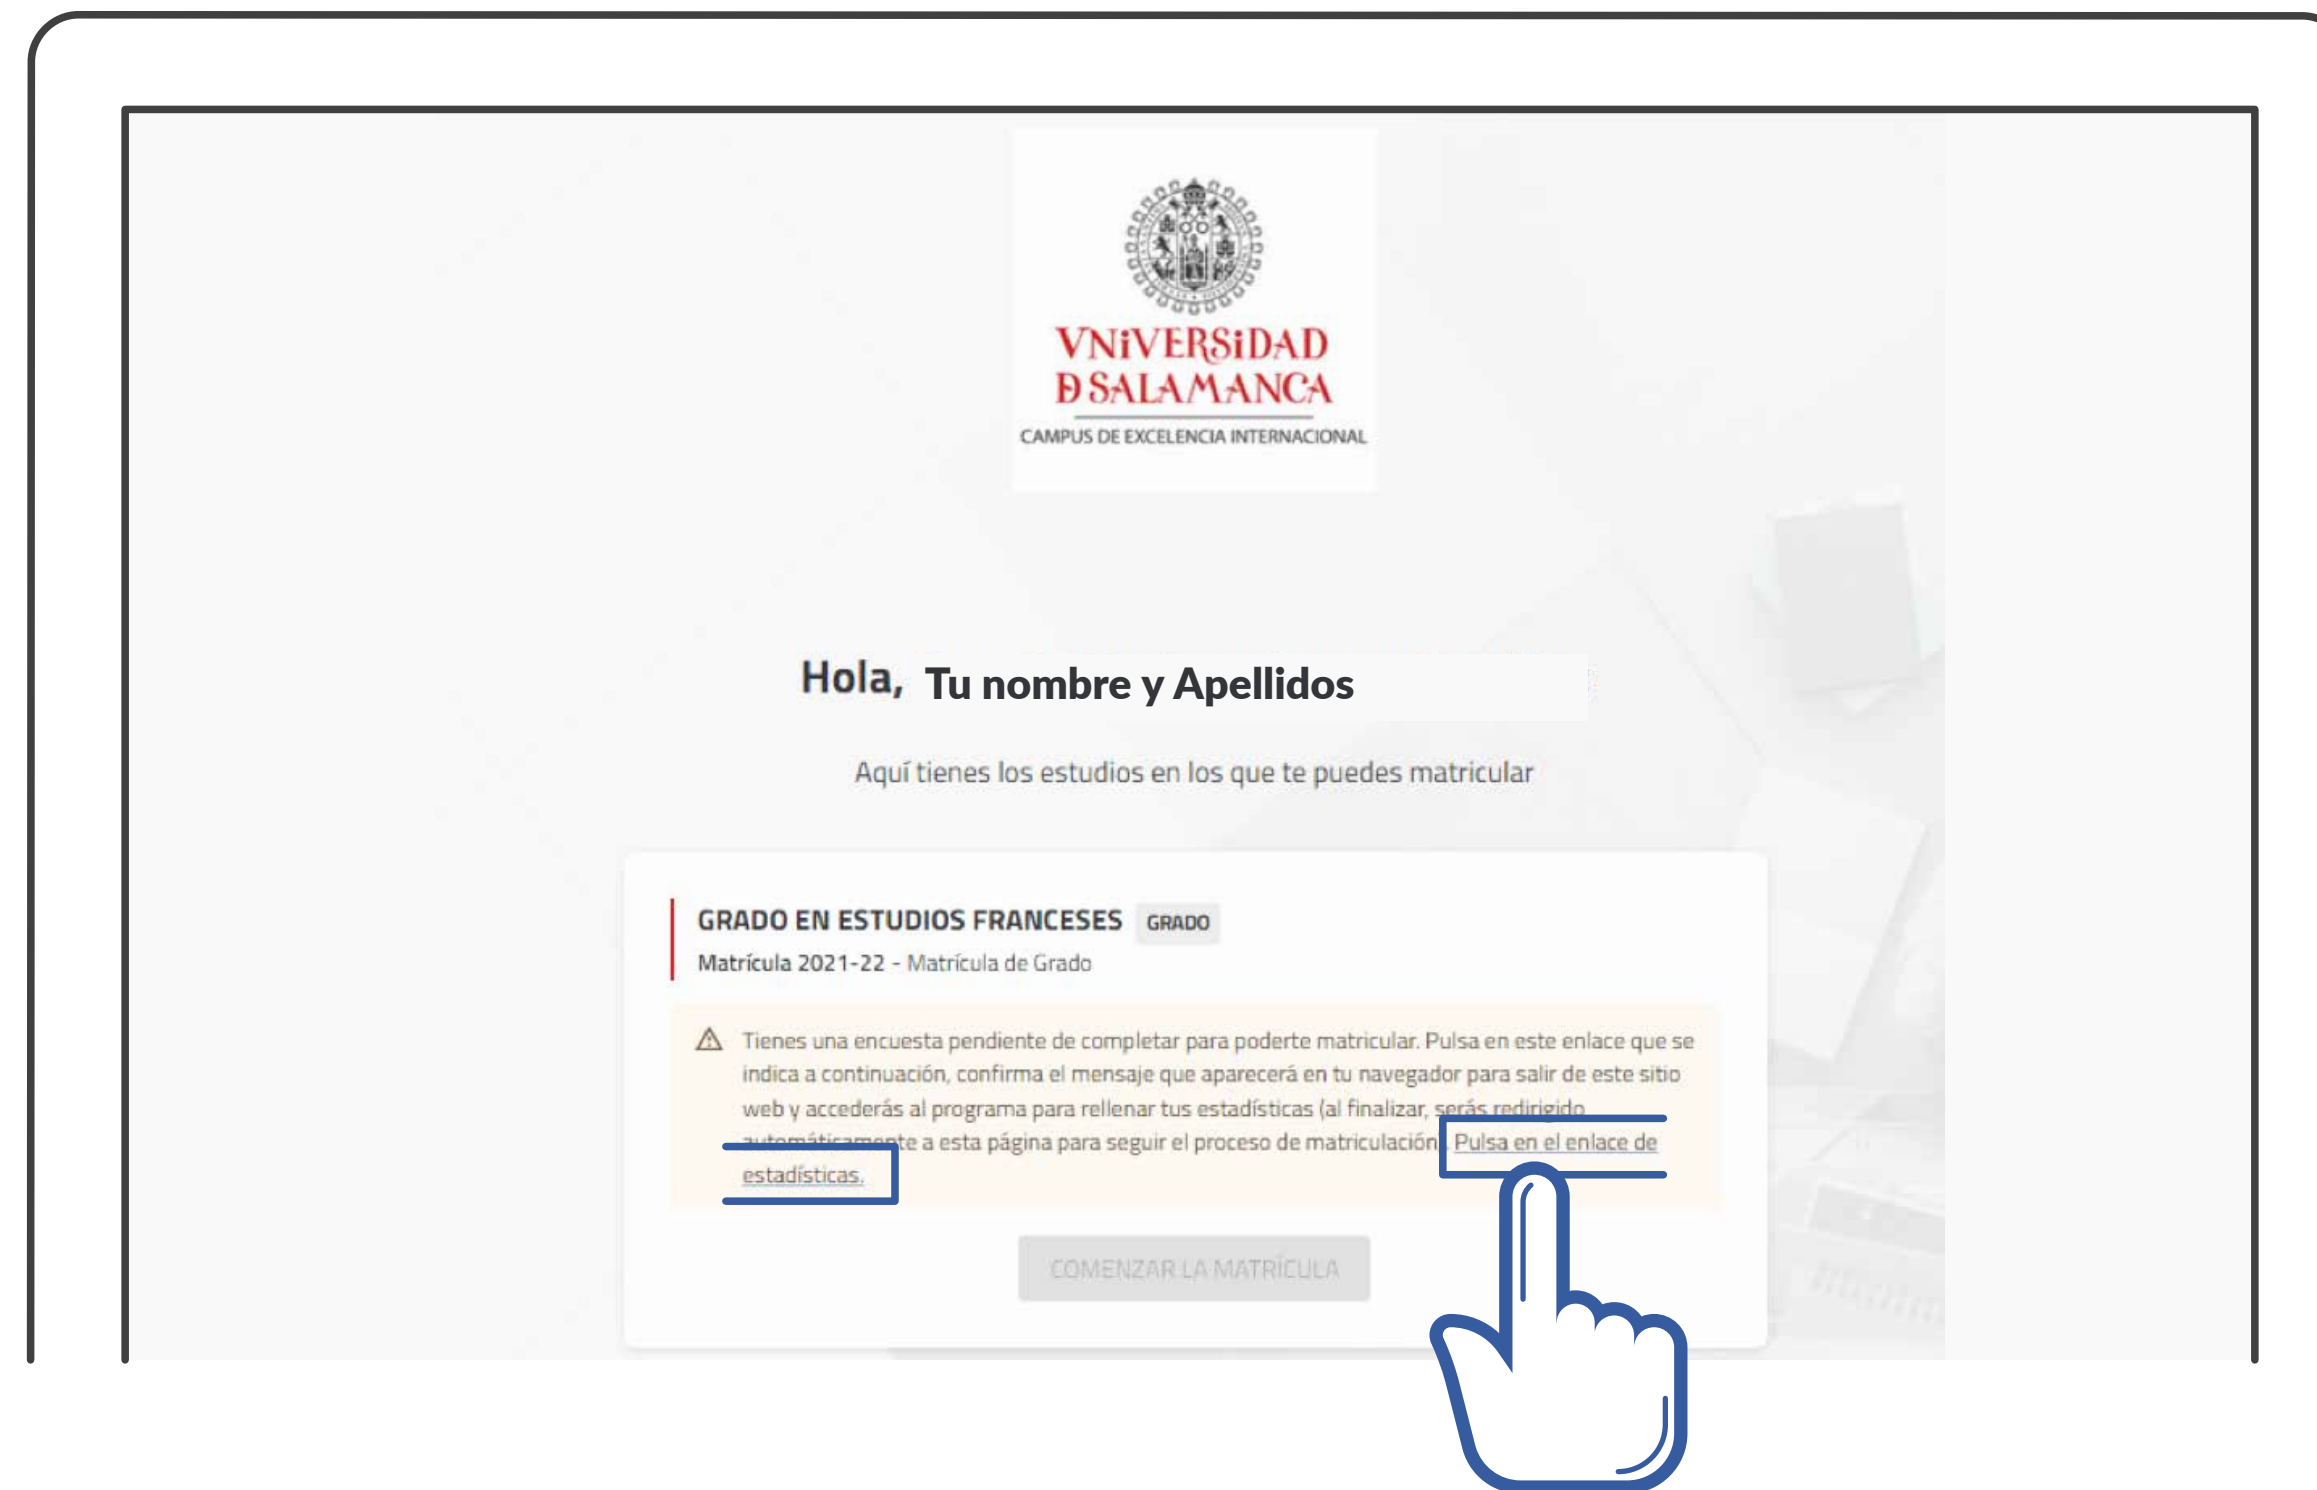 VNiVERSiDAD
Ð SALAMANCA
CAMPUS DE EXCELENCIA INTERNACIONAL
Hola, Tu nombre y Apellidos
Aquí tienes los estudios en los que te puedes matricular
GRADO EN ESTUDIOS FRANCESES GRADO
Matrícula 2021-22 - Matrícula de Grado
Tienes una encuesta pendiente de completar para poderte matricular. Pulsa en este enlace que se
indica a continuación, confirma el mensaje que aparecerá en tu navegador para salir de este sitio
web y accederás al programa para rellenar tus estadísticas (al finalizar, serás redirigido
automáticamente a esta página para seguir el proceso de matriculación). Pulsa en el enlace de
estadísticas.
COMENZAR LA MATRÍCULA